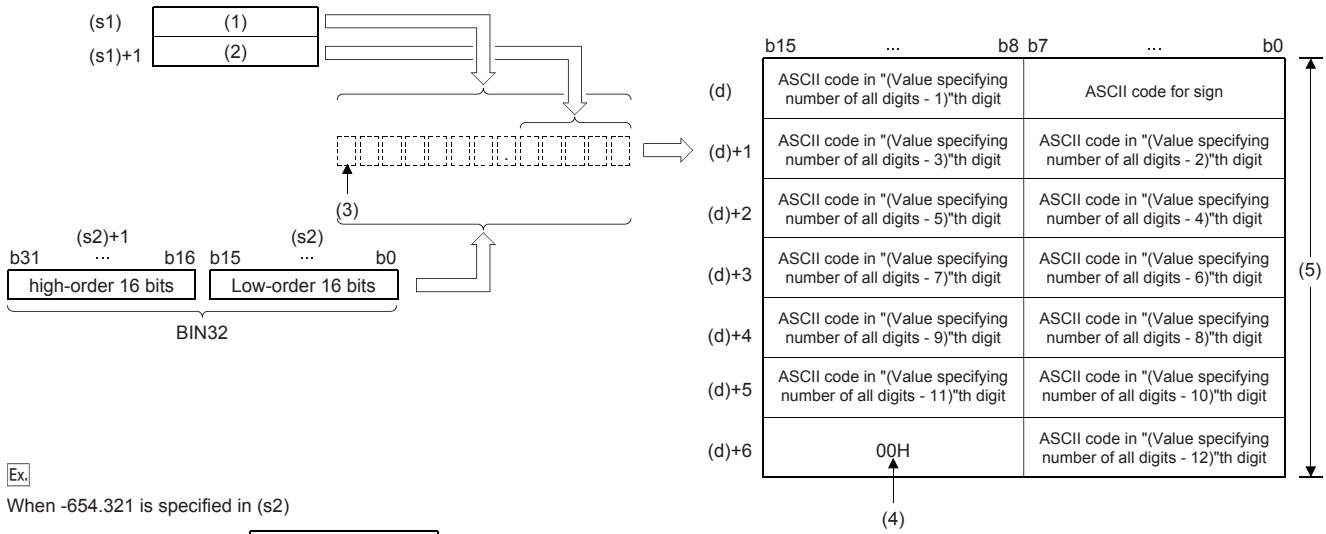 (s1) (1)
(s1)+1 (2)
(3)
(s2)+1 (s2)
b31 ... b16 b15 ... b0
high-order 16 bits Low-order 16 bits
BIN32
b15 ... b8 b7 ... b0
(d)
ASCII code in "(Value specifying
number of all digits - 1)"th digit
ASCII code for sign
(d)+1
ASCII code in "(Value specifying
number of all digits - 3)"th digit
ASCII code in "(Value specifying
number of all digits - 2)"th digit
(d)+2
ASCII code in "(Value specifying
number of all digits - 5)"th digit
ASCII code in "(Value specifying
number of all digits - 4)"th digit
(d)+3
ASCII code in "(Value specifying
number of all digits - 7)"th digit
ASCII code in "(Value specifying
number of all digits - 6)"th digit
(d)+4
ASCII code in "(Value specifying
number of all digits - 9)"th digit
ASCII code in "(Value specifying
number of all digits - 8)"th digit
(d)+5
ASCII code in "(Value specifying
number of all digits - 11)"th digit
ASCII code in "(Value specifying
number of all digits - 10)"th digit
(d)+6
00H
ASCII code in "(Value specifying
number of all digits - 12)"th digit
(5)
(4)
Ex.
When -654.321 is specified in (s2)